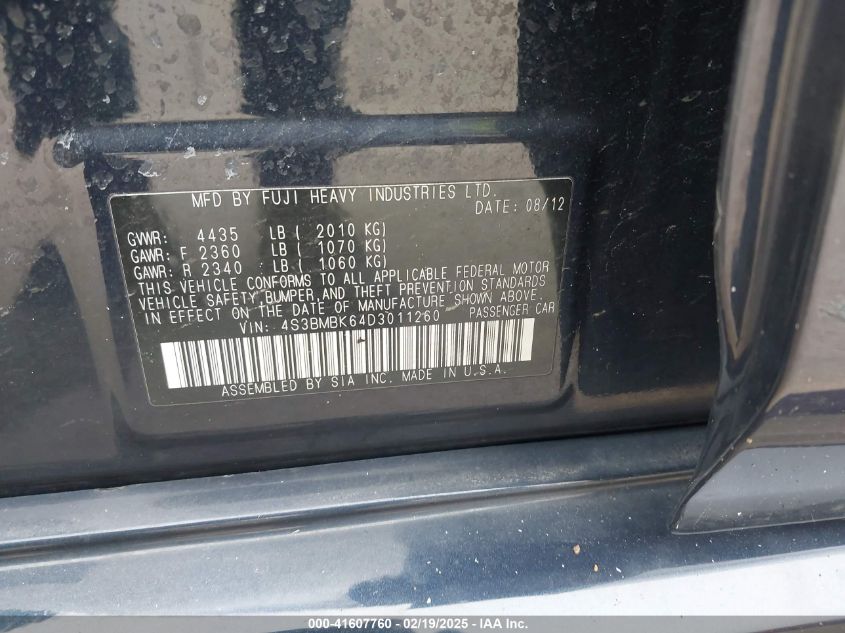 MFD BY FUJI HEAVY INDUSTRIES LTD.
DATE: 08/12
GVWR: 4435 LB ( 2010 KG)
GAWR: F 2360 LB ( 1070 KG)
GAWR: R 2340 LB ( 1060 KG)
THIS VEHICLE CONFORMS TO ALL APPLICABLE FEDERAL MOTOR
VEHICLE SAFETY,BUMPER,AND THEFT PREVENTION STANDARDS
IN EFFECT ON THE DATE OF MANUFACTURE SHOWN ABOVE.
VIN: 4S3BMBK64D3011260 PASSENGER CAR
ASSEMBLED BY SIA INC. MADE IN U.S.A.
000-41607760 - 02/19/2025 - IAA Inc.